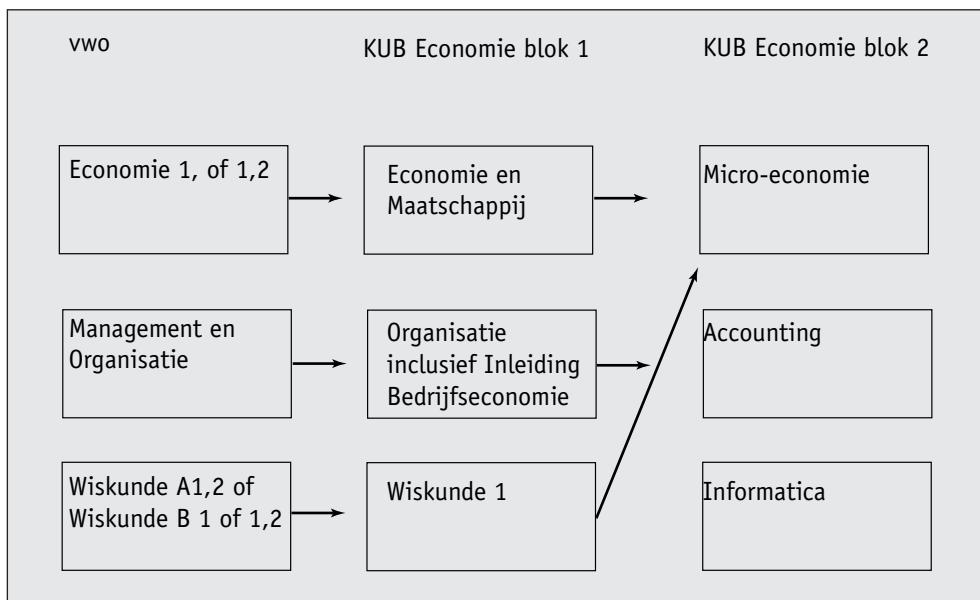 vwo
KUB Economie blok 1
KUB Economie blok 2
Economie 1, of 1,2
Economie en
Maatschappij
Micro-economie
Management en
Organisatie
Organisatie
inclusief Inleiding
Bedrijfseconomie
Accounting
Wiskunde A1,2 of
Wiskunde B 1 of 1,2
Wiskunde 1
Informatica